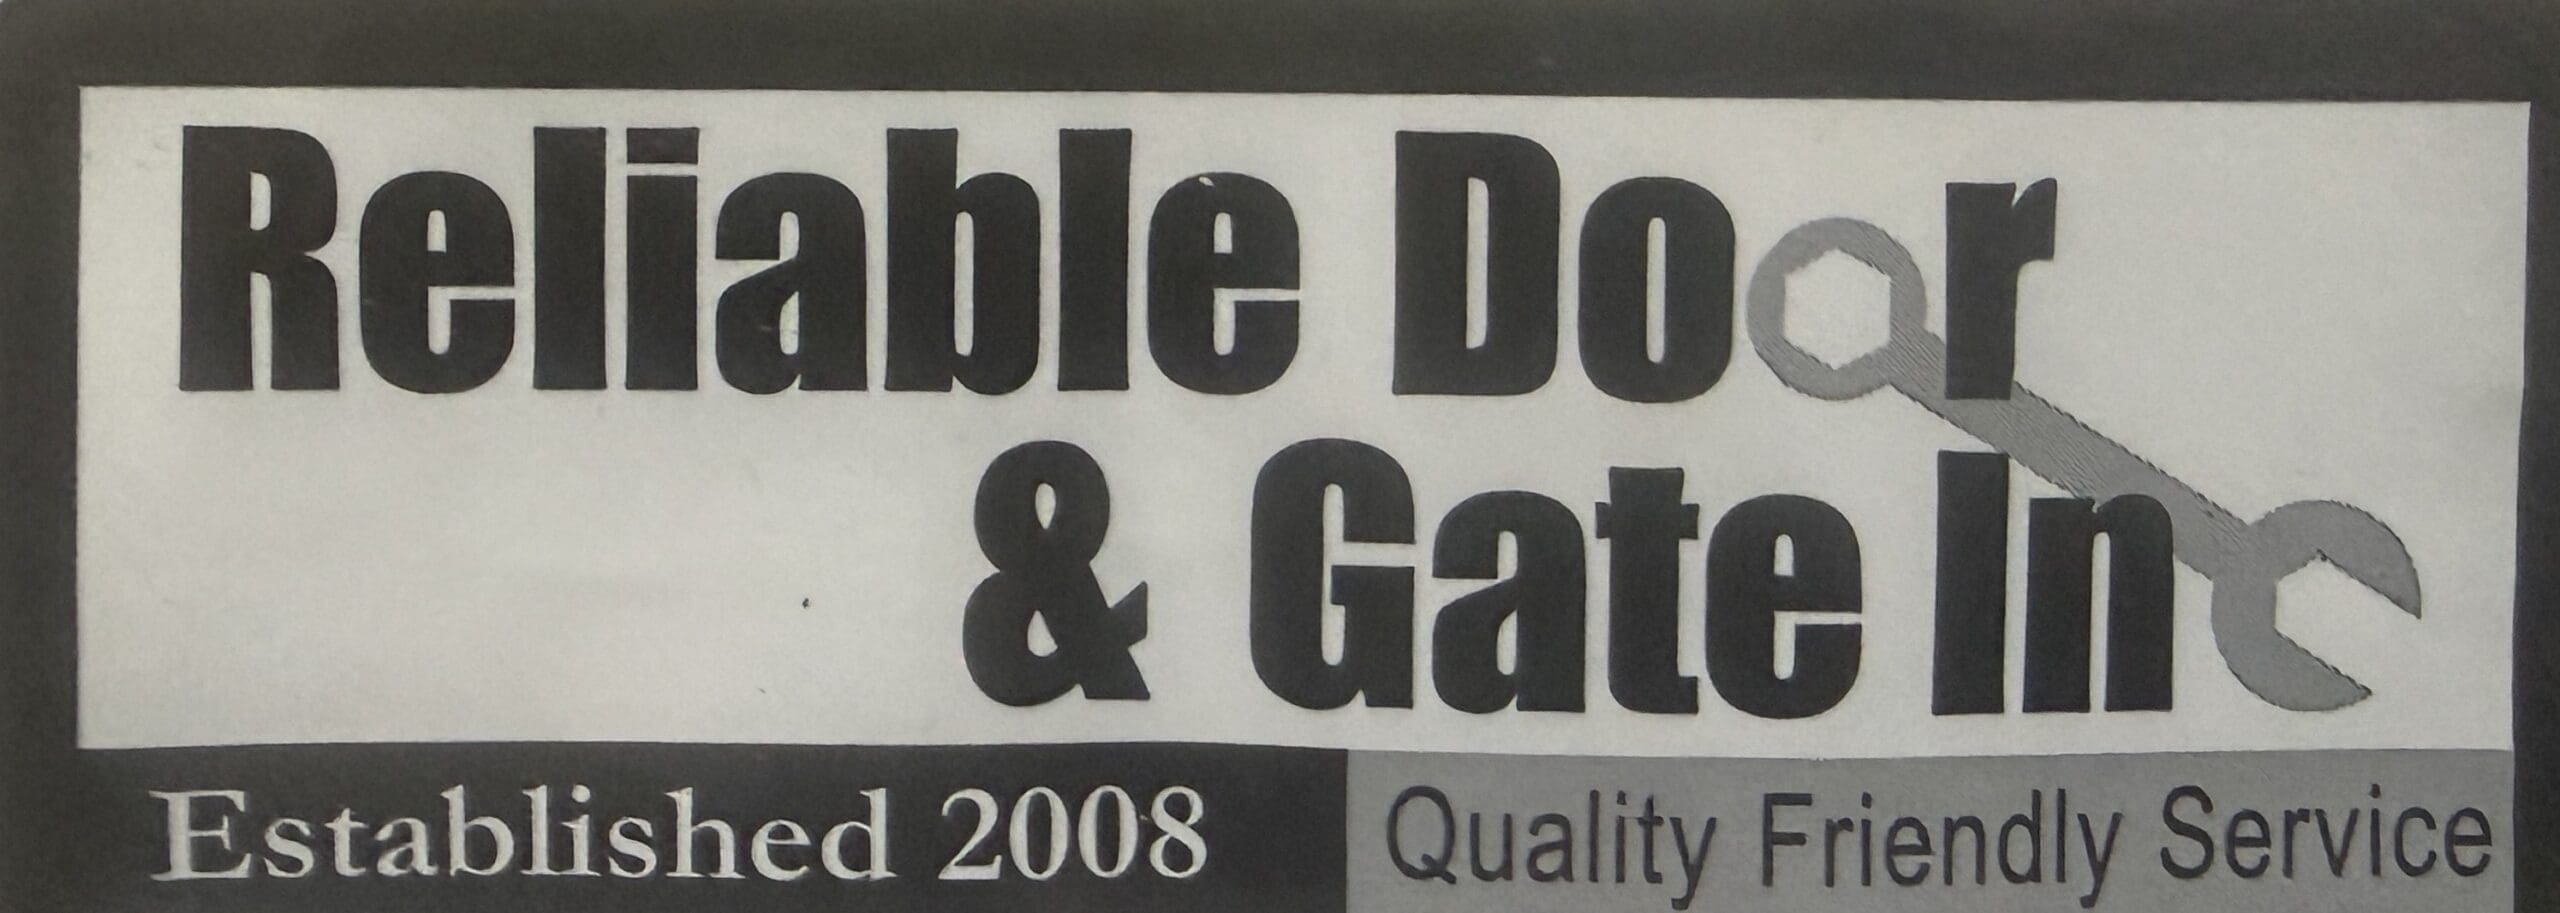 Reliable Door
& Gate Inc
Established 2008
Quality Friendly Service